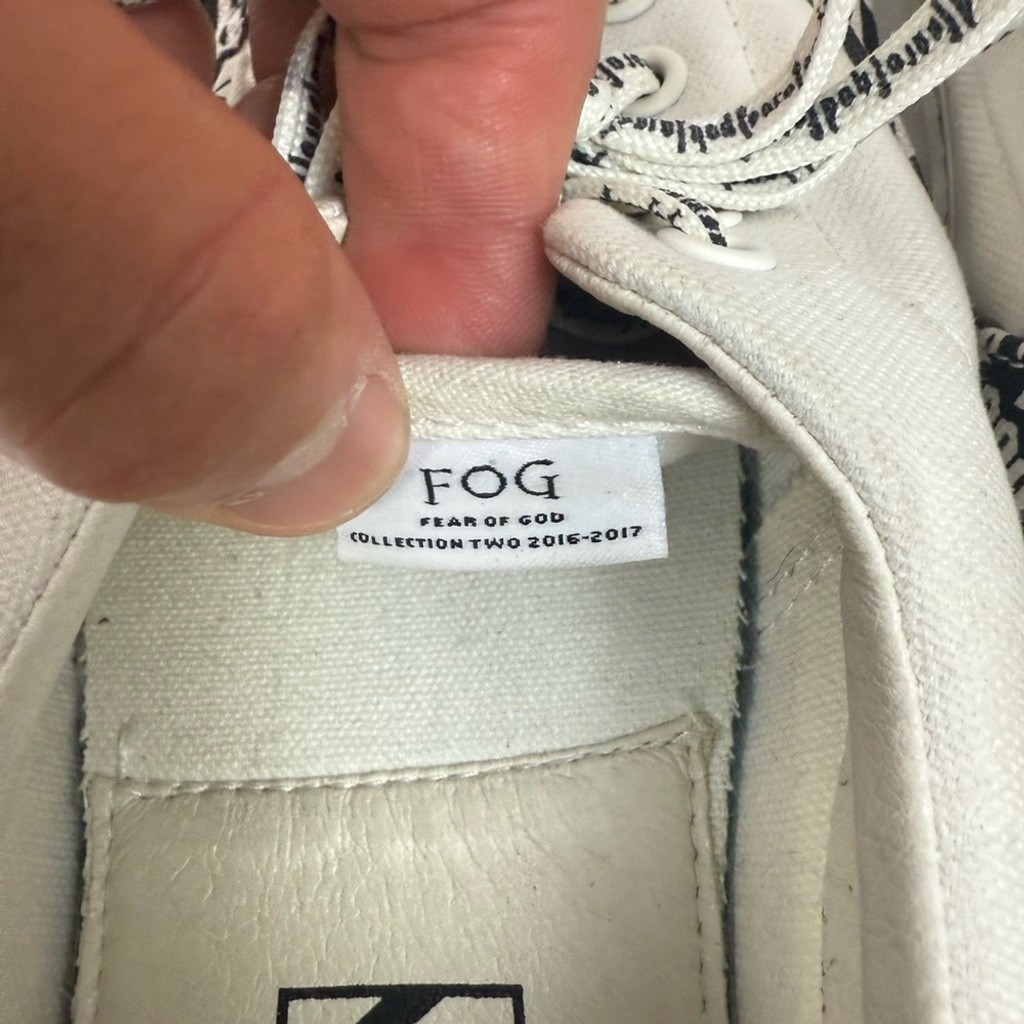 FOG
FEAR OF GOD
COLLECTION TWO 2016-2017